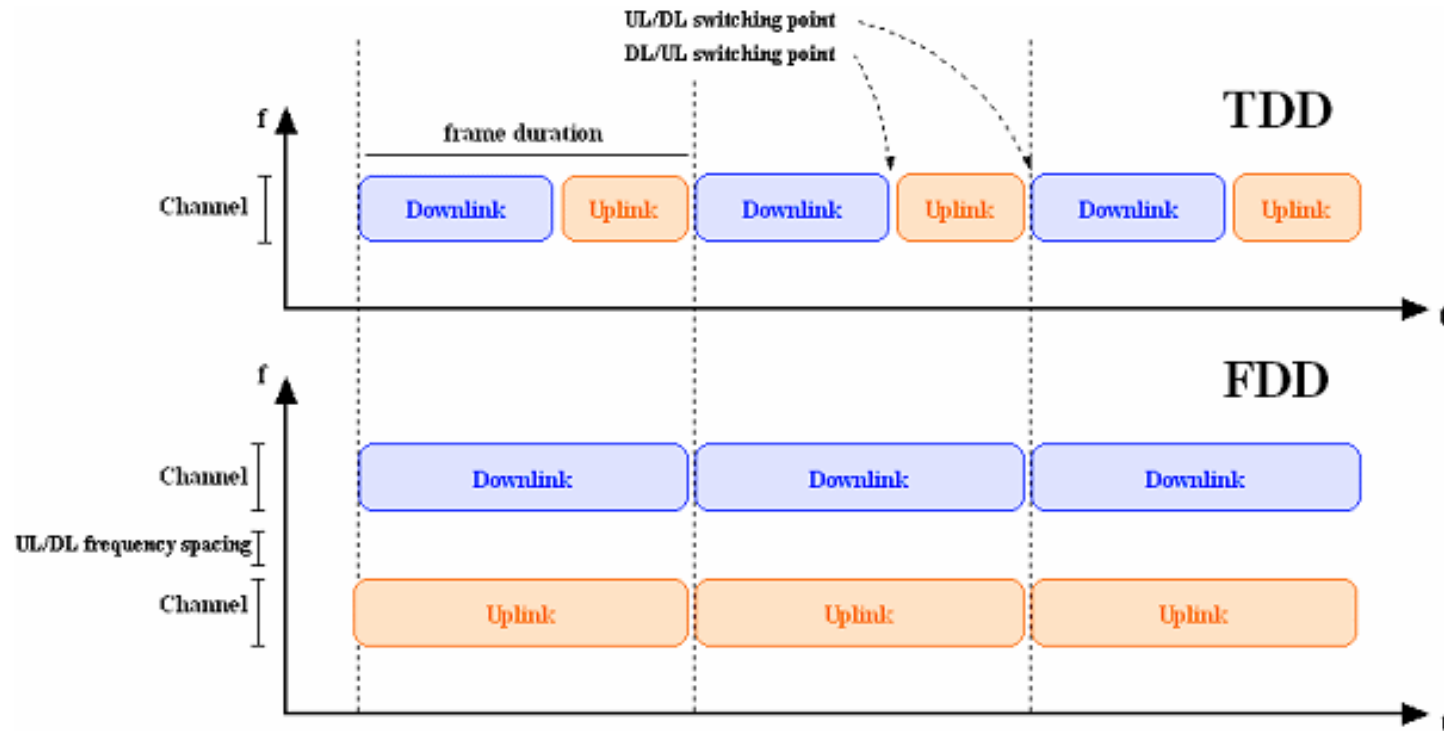 UL/DL switching point
DL/UL switching point
TDD
f
frame duration
Channel
Downlink
Uplink
Downlink
Uplink
Downlink
Uplink
FDD
f
Channel
Downlink
Downlink
Downlink
UL/DL frequency spacing
Channel
Uplink
Uplink
Uplink